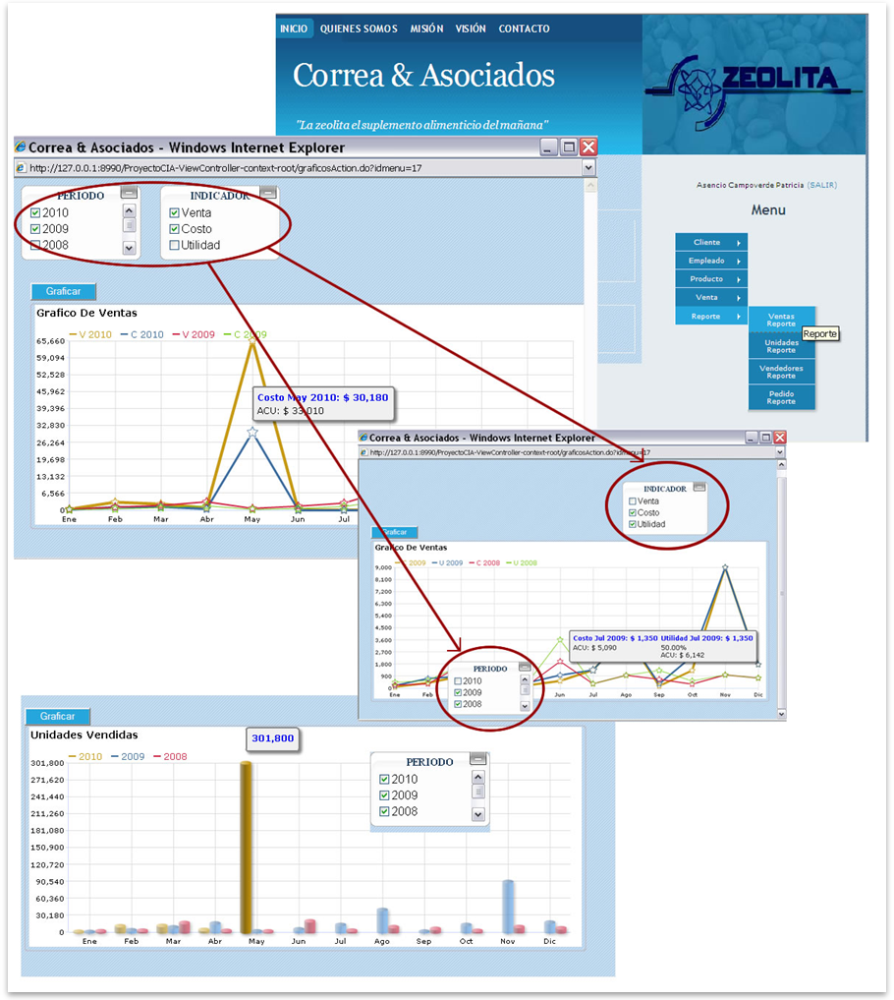 INICIO QUIENES SOMOS MISIÓN VISIÓN CONTACTO
Correa & Asociados
"La zeolita el suplemento alimenticio del mañana"
ZEOLITA
Asencio Campoverde Patricia (SALIR)
Menu
Cliente
Empleado
Producto
Venta
Reporte
Ventas
Reporte
Unidades
Reporte
Vendedores
Reporte
Pedido
Reporte
Reporte
Correa & Asociados - Windows Internet Explorer
http://127.0.0.1:8990/ProyectoCIA-ViewController-context-root/graficosAction.do?idmenu=17
PERIODO
2010
2009
2008
INDICADOR
Venta
Costo
Utilidad
Graficar
Grafico De Ventas
V 2010 C 2010 V 2009 C 2009
65,660
59,094
52,528
45,962
39,396
32,830
26,264
19,698
13,132
6,566
0
Ene Feb Mar Abr May Jun Jul
Costo May 2010: $ 30,180
ACU: $ 33,010
Correa & Asociados - Windows Internet Explorer
http://127.0.0.1:8990/ProyectoCIA-ViewController-context-root/graficosAction.do?idmenu=17
INDICADOR
Venta
Costo
Utilidad
Graficar
Grafico De Ventas
C 2009 U 2009 C 2008 U 2008
9,000
8,100
7,200
6,300
5,400
4,500
3,600
2,700
1,800
900
0
Ene Feb Mar Jun Jul Ago Sep Oct Nov Dic
Costo Jul 2009: $ 1,350 Utilidad Jul 2009: $ 1,350
ACU: $ 5,090 50.00%
ACU: $ 6,142
PERIODO
2010
2009
2008
Graficar
Unidades Vendidas
2010 2009 2008
301,800
301,800
271,620
241,440
211,260
181,080
150,900
120,720
90,540
60,360
30,180
0
Ene Feb Mar Abr May Jun Jul Ago Sep Oct Nov Dic
PERIODO
2010
2009
2008